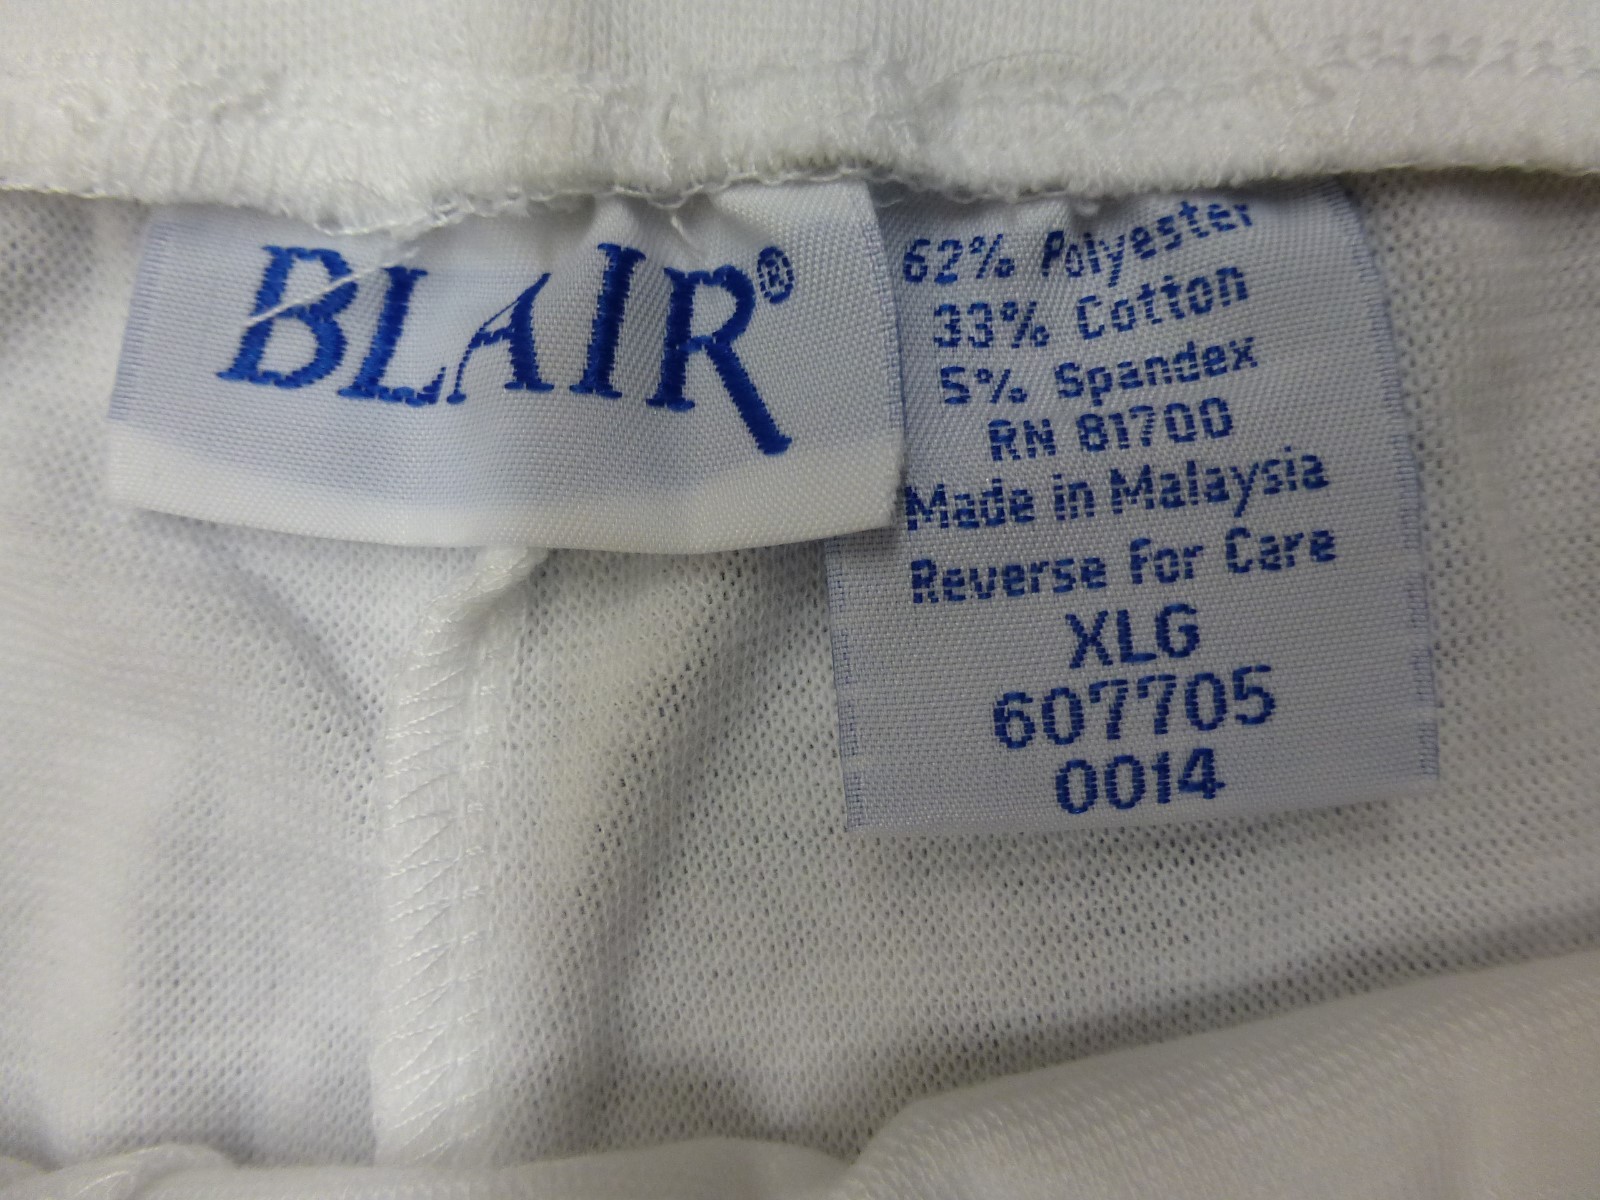 BLAIR®
62% Polyester
33% Cotton
5% Spandex
RN 81700
Made in Malaysia
Reverse For Care
XLG
607705
0014